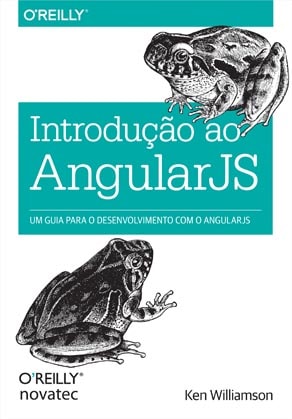 O'REILLY®
Introdução ao
AngularJS
UM GUIA PARA O DESENVOLVIMENTO COM O ANGULARJS
O'REILLY®
novatec
Ken Williamson